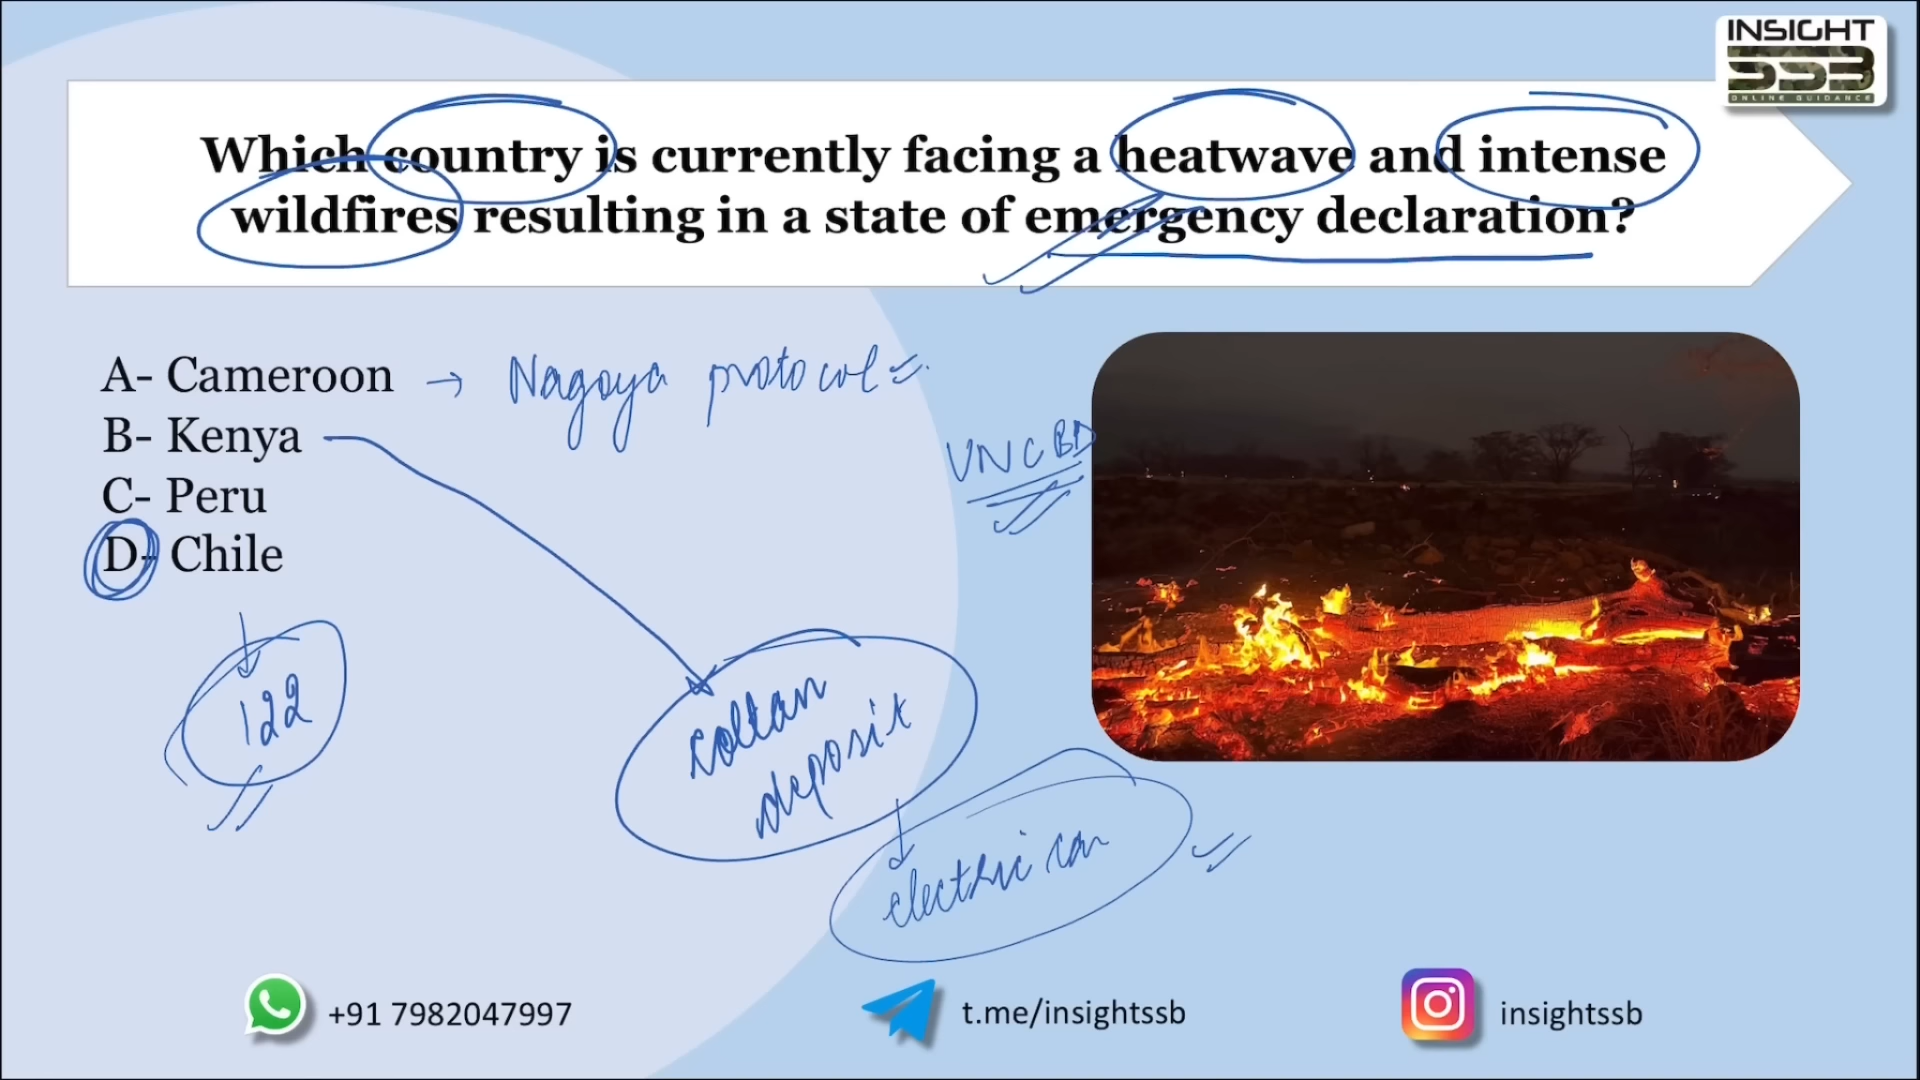 INSIGHT
SSB
ONLINE GUIDANCE
Which country is currently facing a heatwave and intense
wildfires resulting in a state of emergency declaration?
A- Cameroon → Nagoya protocol
B- Kenya
UNCBD
C- Peru
D- Chile
122
coltan
deposit
electric car
+91 7982047997
t.me/insightssb
insightssb